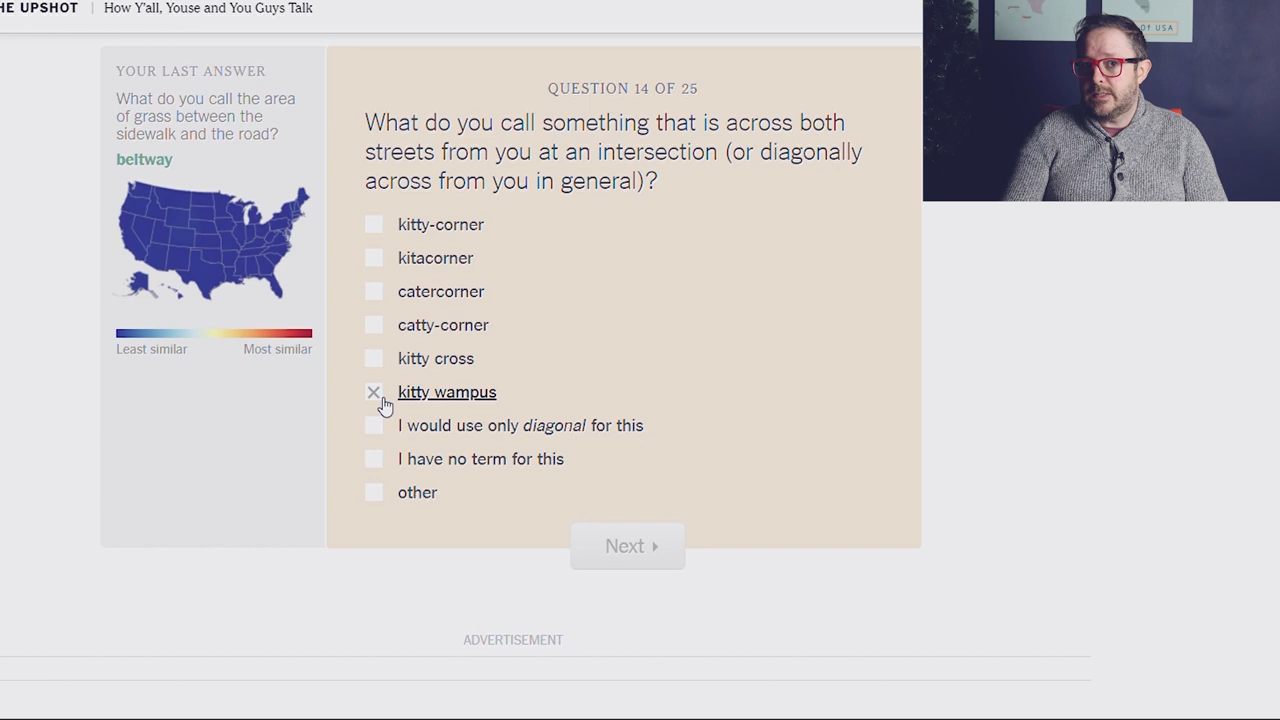 HE UPSHOT | How Y'all, Youse and You Guys Talk
YOUR LAST ANSWER
What do you call the area
of grass between the
sidewalk and the road?
beltway
Least similar Most similar
QUESTION 14 OF 25
What do you call something that is across both
streets from you at an intersection (or diagonally
across from you in general)?
kitty-corner
kitacorner
catercorner
catty-corner
kitty cross
kitty wampus
I would use only diagonal for this
I have no term for this
other
Next
ADVERTISEMENT
OF USA